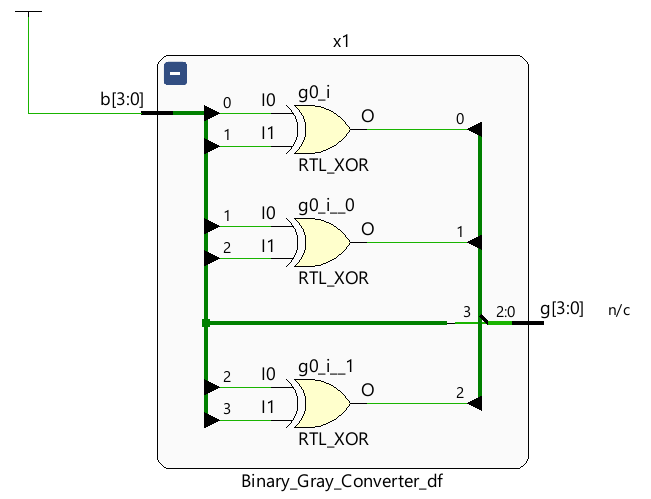 x1
b[3:0]
0 I0 g0_i O 0
1 I1
RTL_XOR
1 I0 g0_i__0 O 1
2 I1
RTL_XOR
3 2:0 g[3:0] n/c
2 I0 g0_i__1 O 2
3 I1
RTL_XOR
Binary_Gray_Converter_df